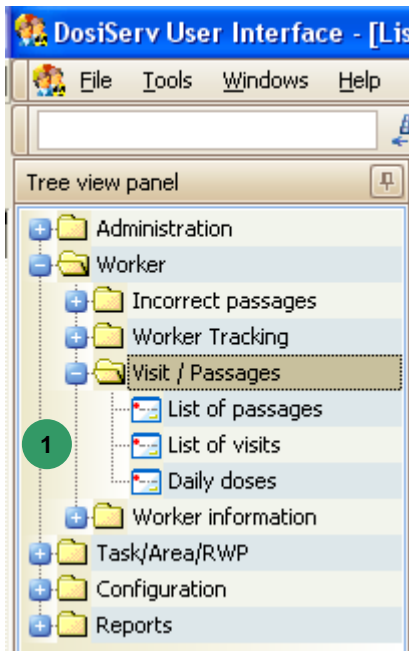 DosiServ User Interface - [Lis
File Tools Windows Help
Tree view panel
Administration
Worker
Incorrect passages
Worker Tracking
Visit / Passages
List of passages
1 List of visits
Daily doses
Worker information
Task/Area/RWP
Configuration
Reports